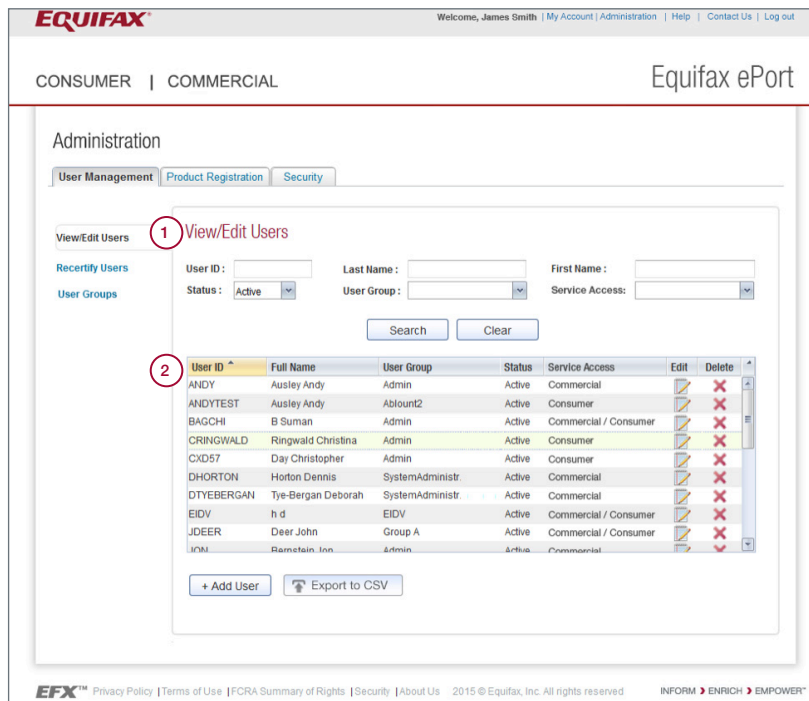 EQUIFAX®
Welcome, James Smith | My Account | Administration | Help | Contact Us | Log out
CONSUMER | COMMERCIAL
Equifax ePort
Administration
User Management Product Registration Security
View/Edit Users
Recertify Users
User Groups
1 View/Edit Users
User ID : Last Name : First Name :
Status : Active User Group : Service Access:
Search Clear
2 User ID Full Name User Group Status Service Access Edit Delete
ANDY Ausley Andy Admin Active Commercial
ANDYTEST Ausley Andy Ablount2 Active Consumer
BAGCHI B Suman Admin Active Commercial / Consumer
CRINGWALD Ringwald Christina Admin Active Consumer
CXD57 Day Christopher Admin Active Consumer
DHORTON Horton Dennis SystemAdministr. Active Commercial
DTYEBERGAN Tye-Bergan Deborah SystemAdministr. Active Commercial
EIDV h d EIDV Active Commercial / Consumer
JDEER Deer John Group A Active Commercial / Consumer
JON Bernstein Jon Admin Active Commercial
+ Add User Export to CSV
EFX™ Privacy Policy | Terms of Use | FCRA Summary of Rights | Security | About Us 2015 © Equifax, Inc. All rights reserved INFORM ❯ ENRICH ❯ EMPOWER™